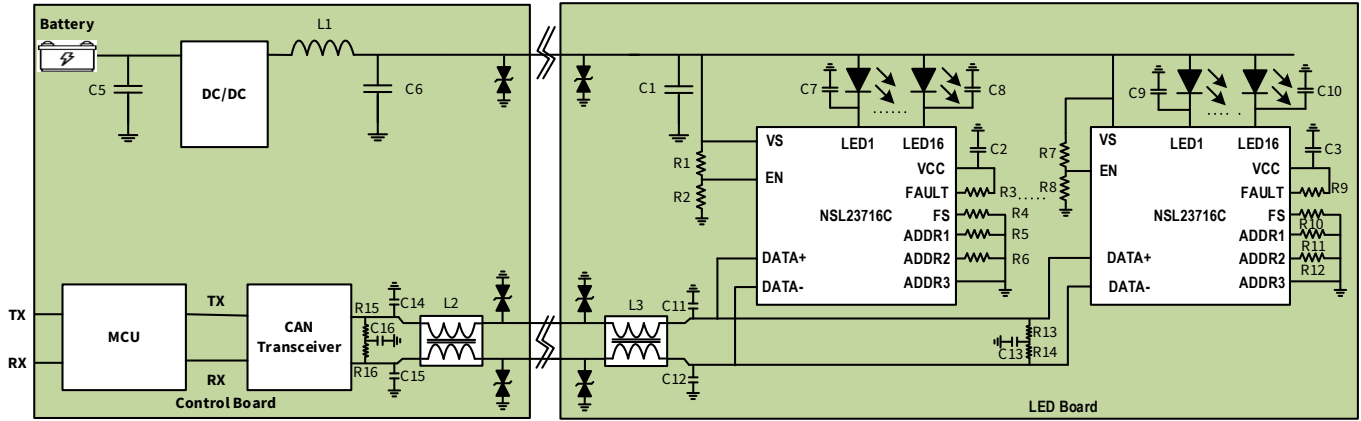 Battery
L1
C5
DC/DC
C6
C1
C7
C8
C9
C10
VS
LED1
LED16
C2
R1
EN
VCC
R2
FAULT
R3
NSL23716C
FS
R4
ADDR1
R5
DATA+
ADDR2
R6
DATA-
ADDR3
VS
LED1
LED16
C3
R7
EN
VCC
R8
FAULT
R9
NSL23716C
FS
R10
ADDR1
R11
DATA+
ADDR2
R12
DATA-
ADDR3
TX
MCU
TX
RX
RX
CAN
Transceiver
R15
C14
C16
R16
C15
L2
L3
C11
C12
R13
C13
R14
Control Board
LED Board